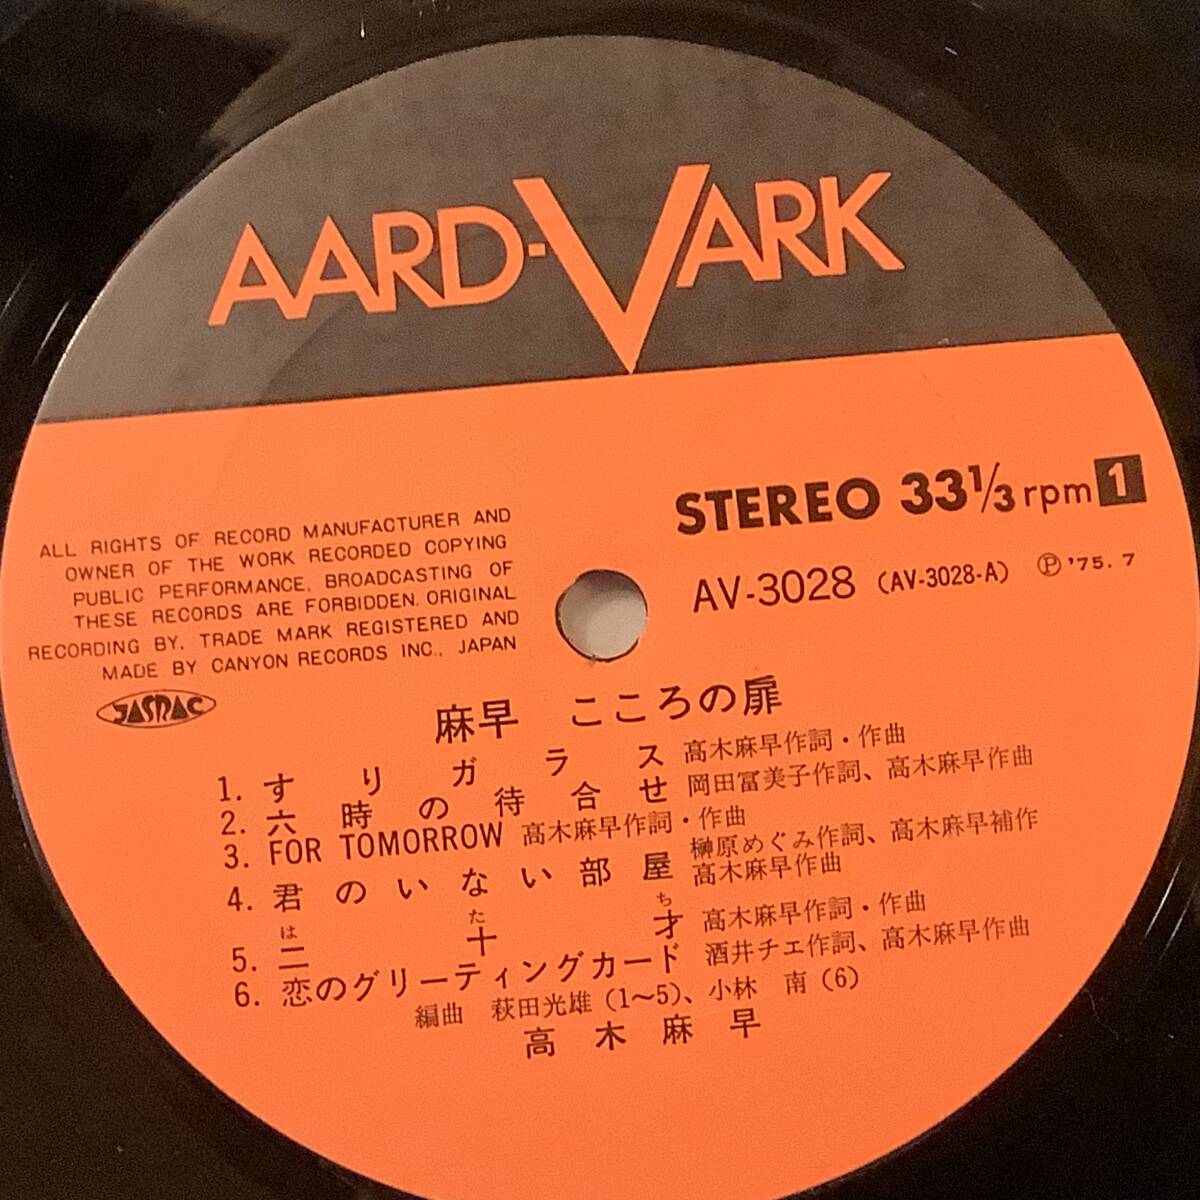 AARD-VARK
STEREO 33 1/3 rpm 1
AV-3028 (AV-3028-A) Ⓟ'75.7
ALL RIGHTS OF RECORD MANUFACTURER AND
OWNER OF THE WORK RECORDED COPYING
PUBLIC PERFORMANCE, BROADCASTING OF
THESE RECORDS ARE FORBIDDEN. ORIGINAL
RECORDING BY, TRADE MARK REGISTERED AND
MADE BY CANYON RECORDS INC., JAPAN
JASRAC
麻早 こころの扉
1. すりガラス 高木麻早作詞・作曲
2. 六時の待合せ 岡田冨美子作詞、高木麻早作曲
3. FOR TOMORROW 高木麻早作詞・作曲
4. 君のいない部屋 榊原めぐみ作詞、高木麻早補作
高木麻早作曲
はたち
5. 二十才 高木麻早作詞・作曲
6. 恋のグリーティングカード 酒井チエ作詞、高木麻早作曲
編曲 萩田光雄(1〜5)、小林 南(6)
高木麻早